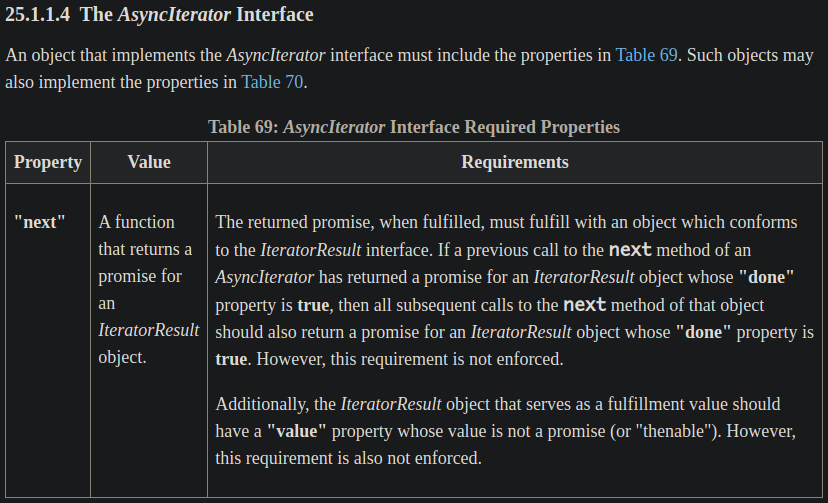 25.1.1.4 The AsyncIterator Interface
An object that implements the AsyncIterator interface must include the properties in Table 69. Such objects may
also implement the properties in Table 70.
Table 69: AsyncIterator Interface Required Properties
Property Value Requirements
"next"
A function
that returns a
promise for
an
IteratorResult
object.
The returned promise, when fulfilled, must fulfill with an object which conforms
to the IteratorResult interface. If a previous call to the next method of an
AsyncIterator has returned a promise for an IteratorResult object whose "done"
property is true, then all subsequent calls to the next method of that object
should also return a promise for an IteratorResult object whose "done" property is
true. However, this requirement is not enforced.
Additionally, the IteratorResult object that serves as a fulfillment value should
have a "value" property whose value is not a promise (or "thenable"). However,
this requirement is also not enforced.